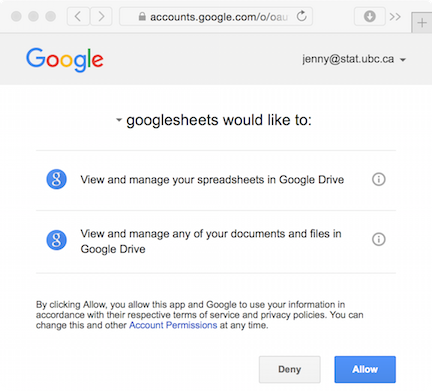 accounts.google.com/o/oau
Google
jenny@stat.ubc.ca
googlesheets would like to:
View and manage your spreadsheets in Google Drive
View and manage any of your documents and files in
Google Drive
By clicking Allow, you allow this app and Google to use your information in
accordance with their respective terms of service and privacy policies. You can
change this and other Account Permissions at any time.
Deny Allow